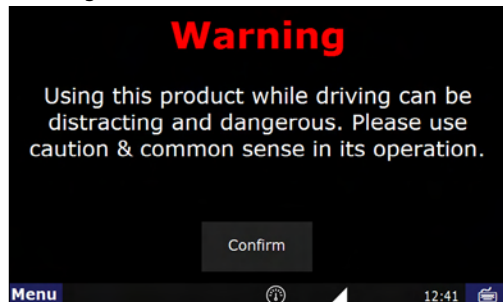 Warning
Using this product while driving can be
distracting and dangerous. Please use
caution & common sense in its operation.
Confirm
Menu 12:41